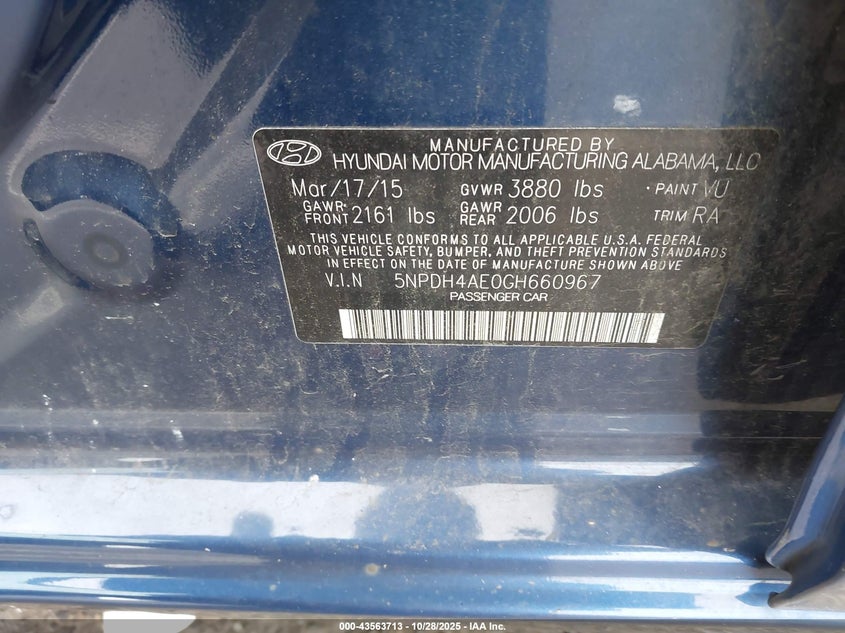 MANUFACTURED BY
HYUNDAI MOTOR MANUFACTURING ALABAMA, LLC
Mar/17/15 GVWR 3880 lbs ·PAINT VU
GAWR FRONT 2161 lbs GAWR REAR 2006 lbs TRIM RA
THIS VEHICLE CONFORMS TO ALL APPLICABLE U.S.A. FEDERAL
MOTOR VEHICLE SAFETY, BUMPER, AND THEFT PREVENTION STANDARDS
IN EFFECT ON THE DATE OF MANUFACTURE SHOWN ABOVE
V.I.N 5NPDH4AE0GH660967
PASSENGER CAR
000-43563713 - 10/28/2025 - IAA Inc.